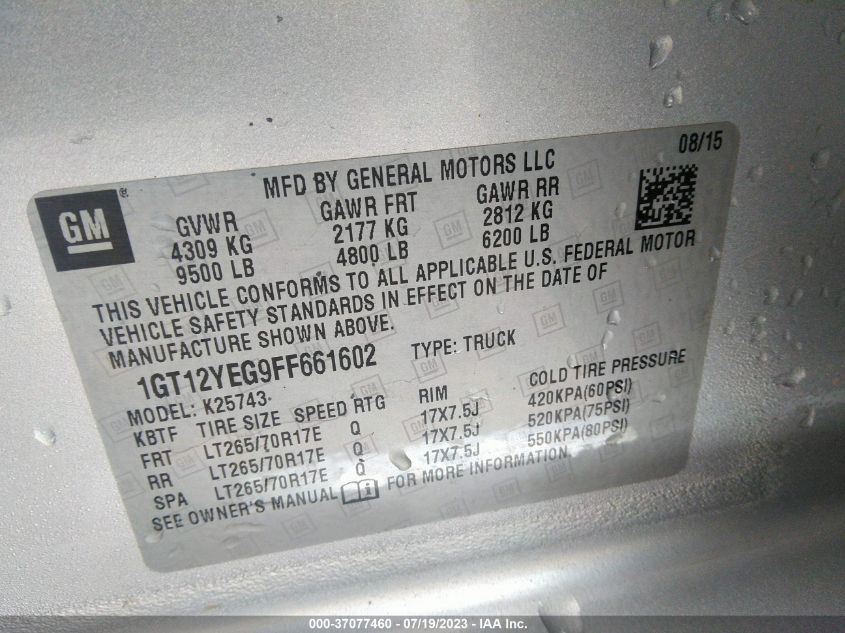 08/15
MFD BY GENERAL MOTORS LLC
GM®
GVWR GAWR FRT GAWR RR
4309 KG 2177 KG 2812 KG
9500 LB 4800 LB 6200 LB
THIS VEHICLE CONFORMS TO ALL APPLICABLE U.S. FEDERAL MOTOR
VEHICLE SAFETY STANDARDS IN EFFECT ON THE DATE OF
MANUFACTURE SHOWN ABOVE.
1GT12YEG9FF661602 TYPE: TRUCK
MODEL: K25743
KBTF TIRE SIZE SPEED RTG RIM COLD TIRE PRESSURE
FRT LT265/70R17E Q 17X7.5J 420KPA(60PSI)
RR LT265/70R17E Q 17X7.5J 520KPA(75PSI)
SPA LT265/70R17E Q 17X7.5J 550KPA(80PSI)
SEE OWNER'S MANUAL FOR MORE INFORMATION.
000-37077460 - 07/19/2023 - © IAA Inc.